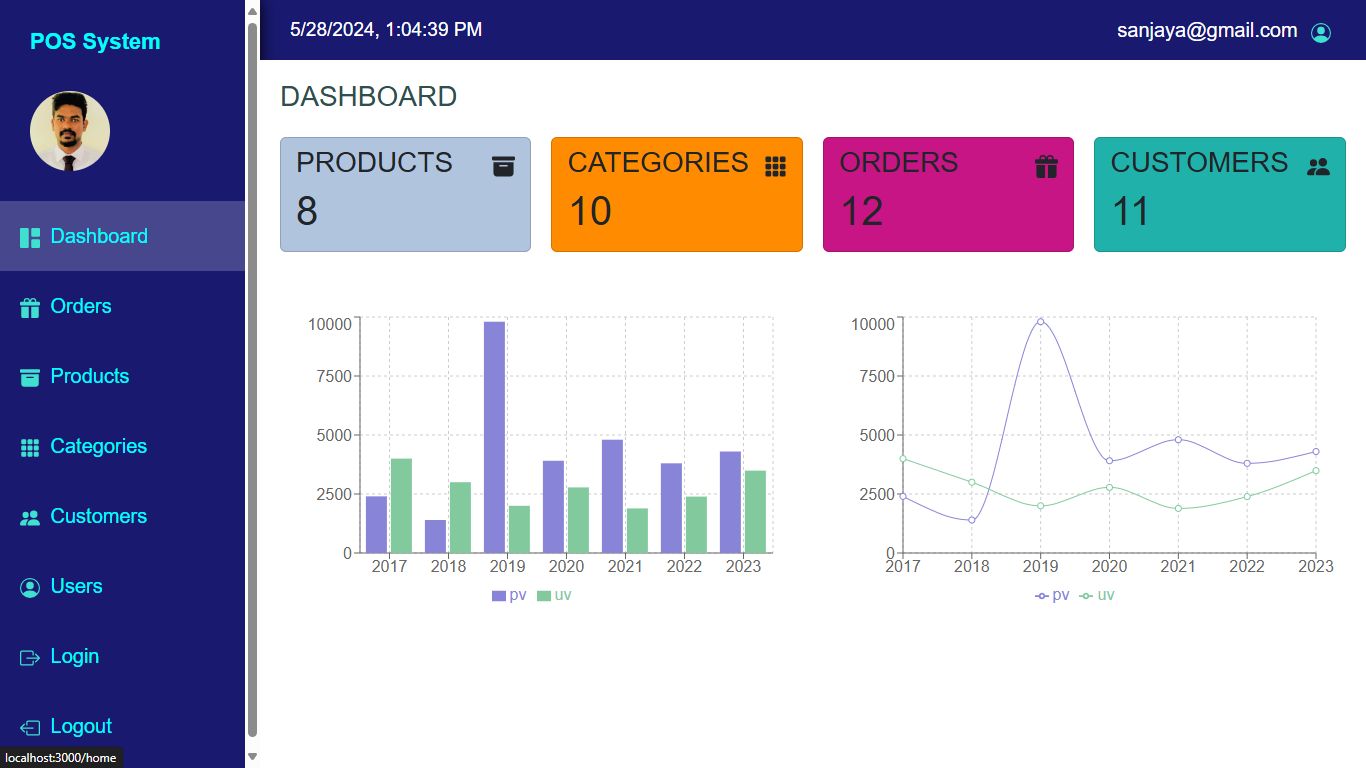 POS System
Dashboard
Orders
Products
Categories
Customers
Users
Login
Logout
localhost:3000/home
5/28/2024, 1:04:39 PM
sanjaya@gmail.com
DASHBOARD
PRODUCTS
8
CATEGORIES
10
ORDERS
12
CUSTOMERS
11
10000
7500
5000
2500
0
2017 2018 2019 2020 2021 2022 2023
pv uv
10000
7500
5000
2500
0
2017 2018 2019 2020 2021 2022 2023
pv uv